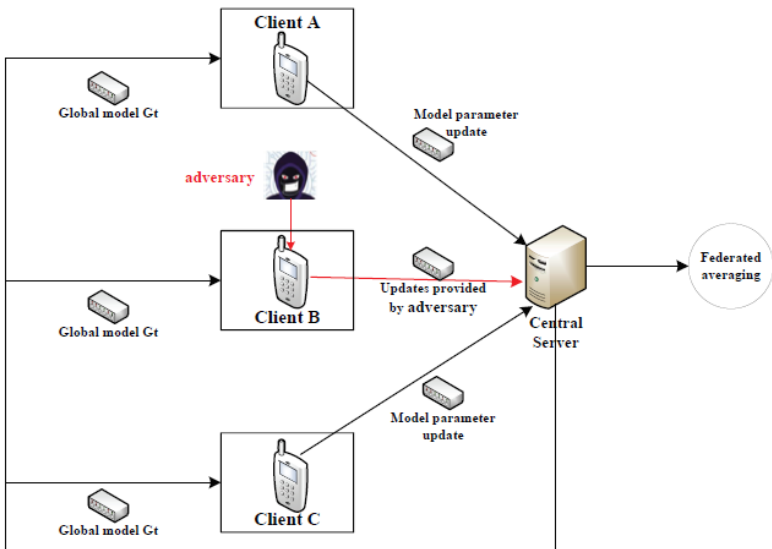 Client A
Global model Gt
Model parameter
update
adversary
Client B
Global model Gt
Updates provided
by adversary
Central
Server
Federated
averaging
Model parameter
update
Client C
Global model Gt